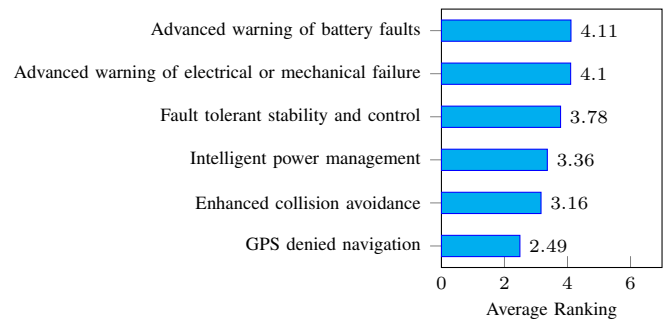 Advanced warning of battery faults 4.11
Advanced warning of electrical or mechanical failure 4.1
Fault tolerant stability and control 3.78
Intelligent power management 3.36
Enhanced collision avoidance 3.16
GPS denied navigation 2.49
0 2 4 6
Average Ranking